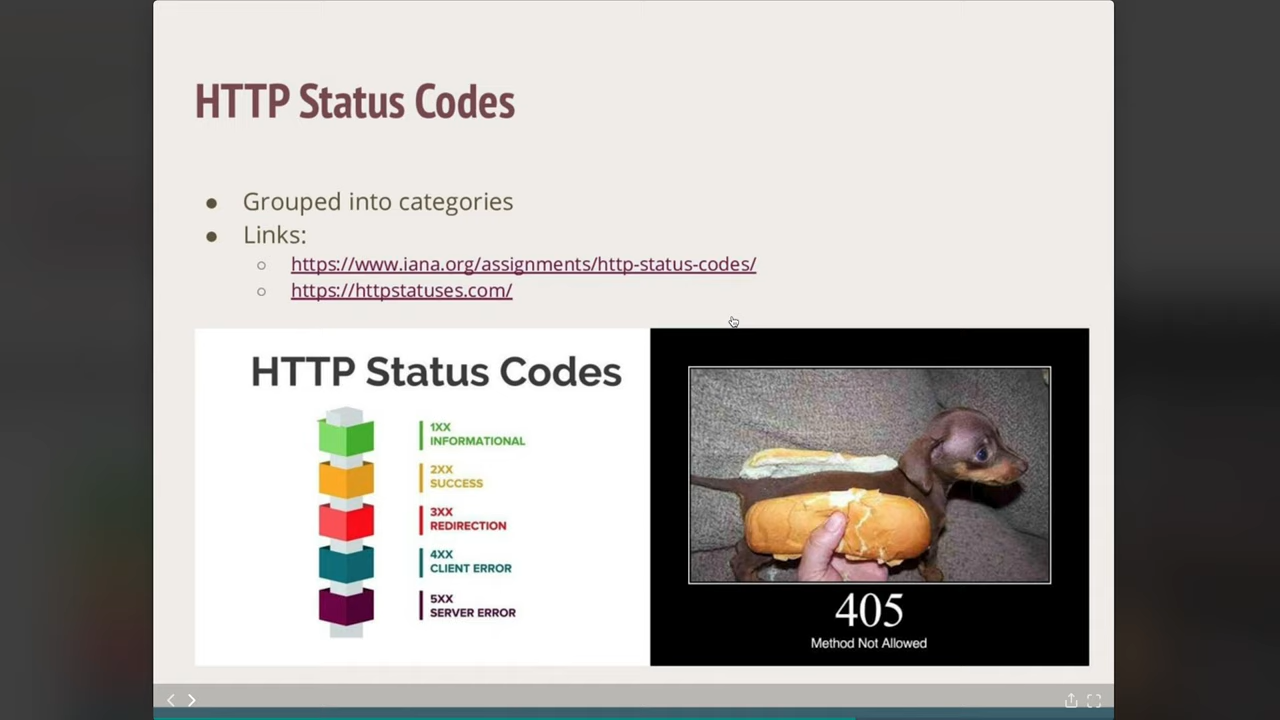 HTTP Status Codes
● Grouped into categories
● Links:
○ https://www.iana.org/assignments/http-status-codes/
○ https://httpstatuses.com/
HTTP Status Codes
1XX
INFORMATIONAL
2XX
SUCCESS
3XX
REDIRECTION
4XX
CLIENT ERROR
5XX
SERVER ERROR
405
Method Not Allowed